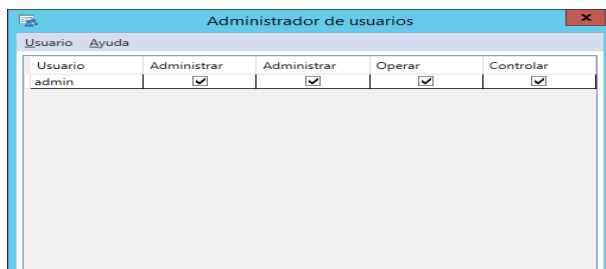 Administrador de usuarios
Usuario Ayuda
Usuario Administrar Administrar Operar Controlar
admin